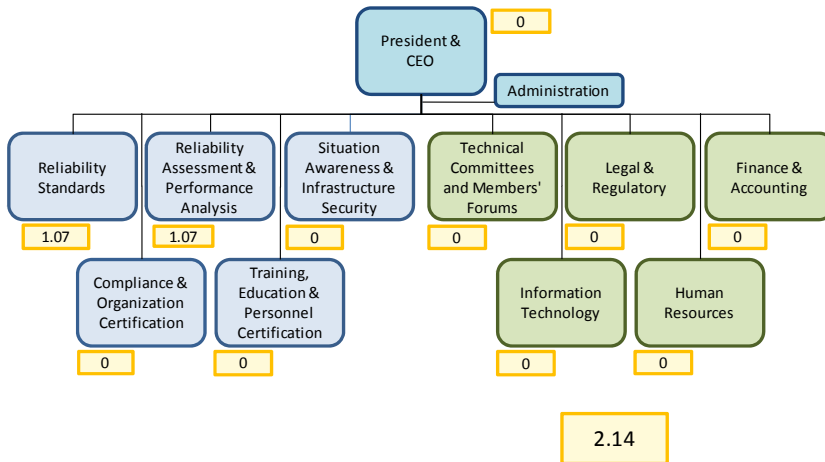 President &
CEO
0
Administration
Reliability
Standards
1.07
Reliability
Assessment &
Performance
Analysis
1.07
Situation
Awareness &
Infrastructure
Security
0
Technical
Committees
and Members'
Forums
0
Legal &
Regulatory
0
Finance &
Accounting
0
Compliance &
Organization
Certification
0
Training,
Education &
Personnel
Certification
0
Information
Technology
0
Human
Resources
0
2.14